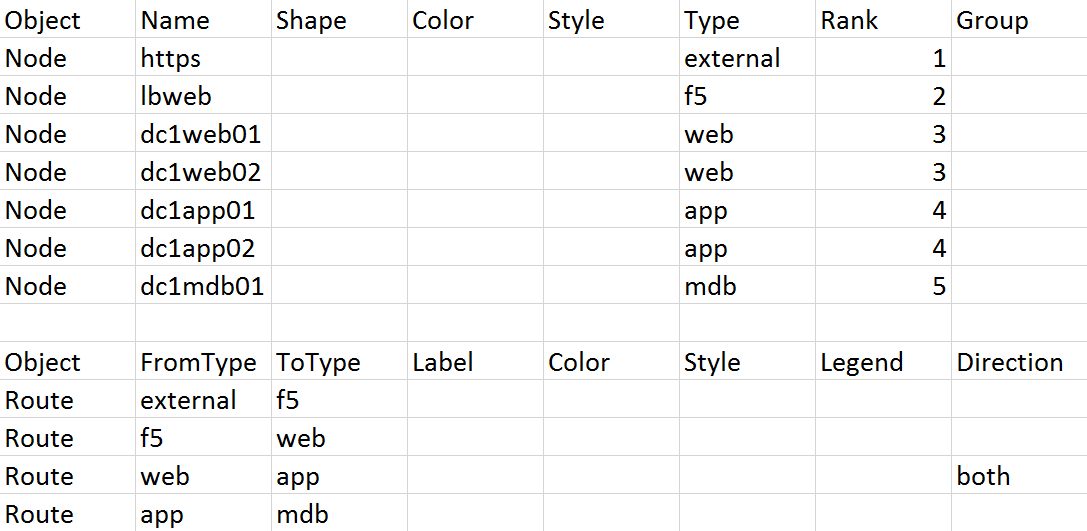 Object Name Shape Color Style Type Rank Group
Node https external 1
Node lbweb f5 2
Node dc1web01 web 3
Node dc1web02 web 3
Node dc1app01 app 4
Node dc1app02 app 4
Node dc1mdb01 mdb 5
Object FromType ToType Label Color Style Legend Direction
Route external f5
Route f5 web
Route web app both
Route app mdb